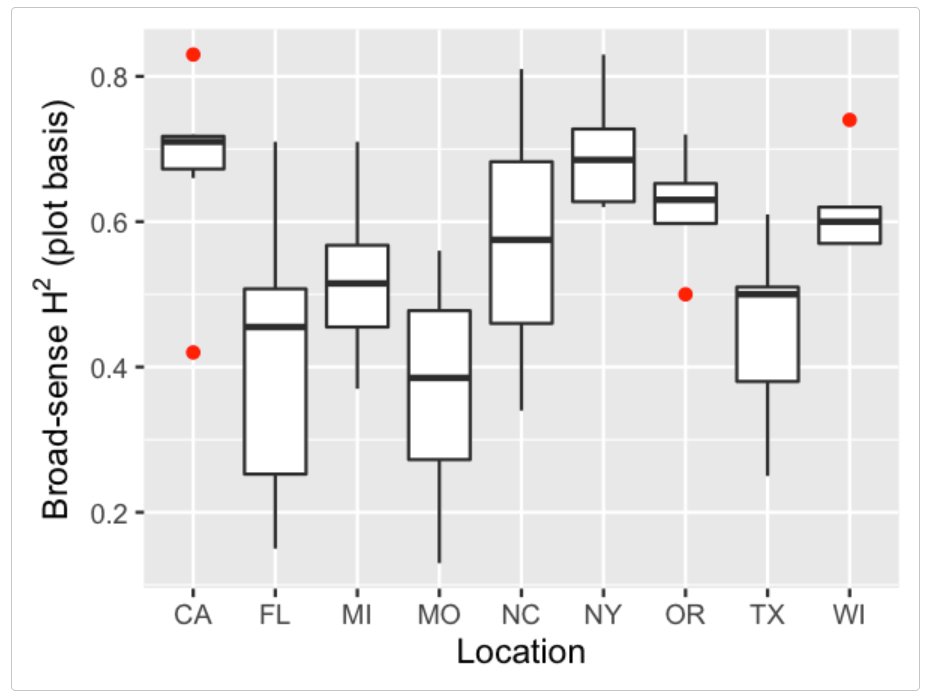 Broad-sense H² (plot basis)
0.8
0.6
0.4
0.2
CA FL MI MO NC NY OR TX WI
Location